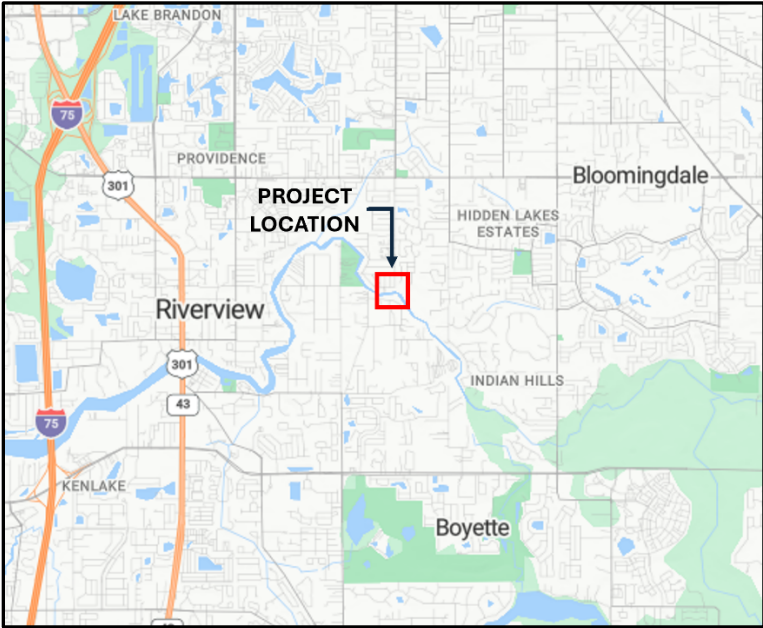 LAKE BRANDON
75
301
PROVIDENCE
Bloomingdale
PROJECT
LOCATION
HIDDEN LAKES
ESTATES
Riverview
301
INDIAN HILLS
43
75
KENLAKE
Boyette